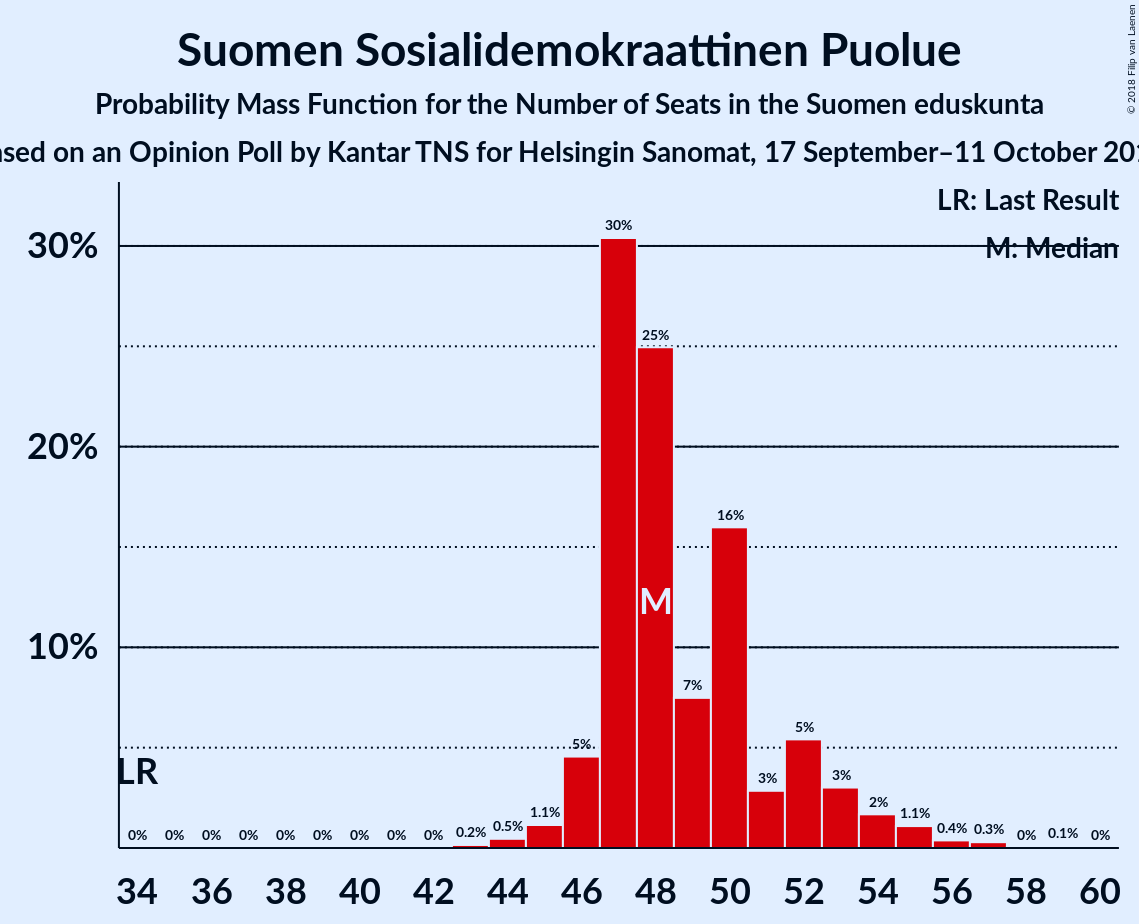 Suomen Sosialidemokraattinen Puolue
Probability Mass Function for the Number of Seats in the Suomen eduskunta
on an Opinion Poll by Kantar TNS for Helsingin Sanomat, 17 September–11 October
© 2018 Filip van Laenen
LR: Last Result
M: Median
30%
20%
10%
30%
25%
16%
7%
5%
5%
3%
3%
2%
1.1%
1.1%
0% 0% 0% 0% 0% 0% 0% 0% 0% 0.2% 0.5% 0.4% 0.3% 0% 0.1% 0%
M
LR
34 36 38 40 42 44 46 48 50 52 54 56 58 60